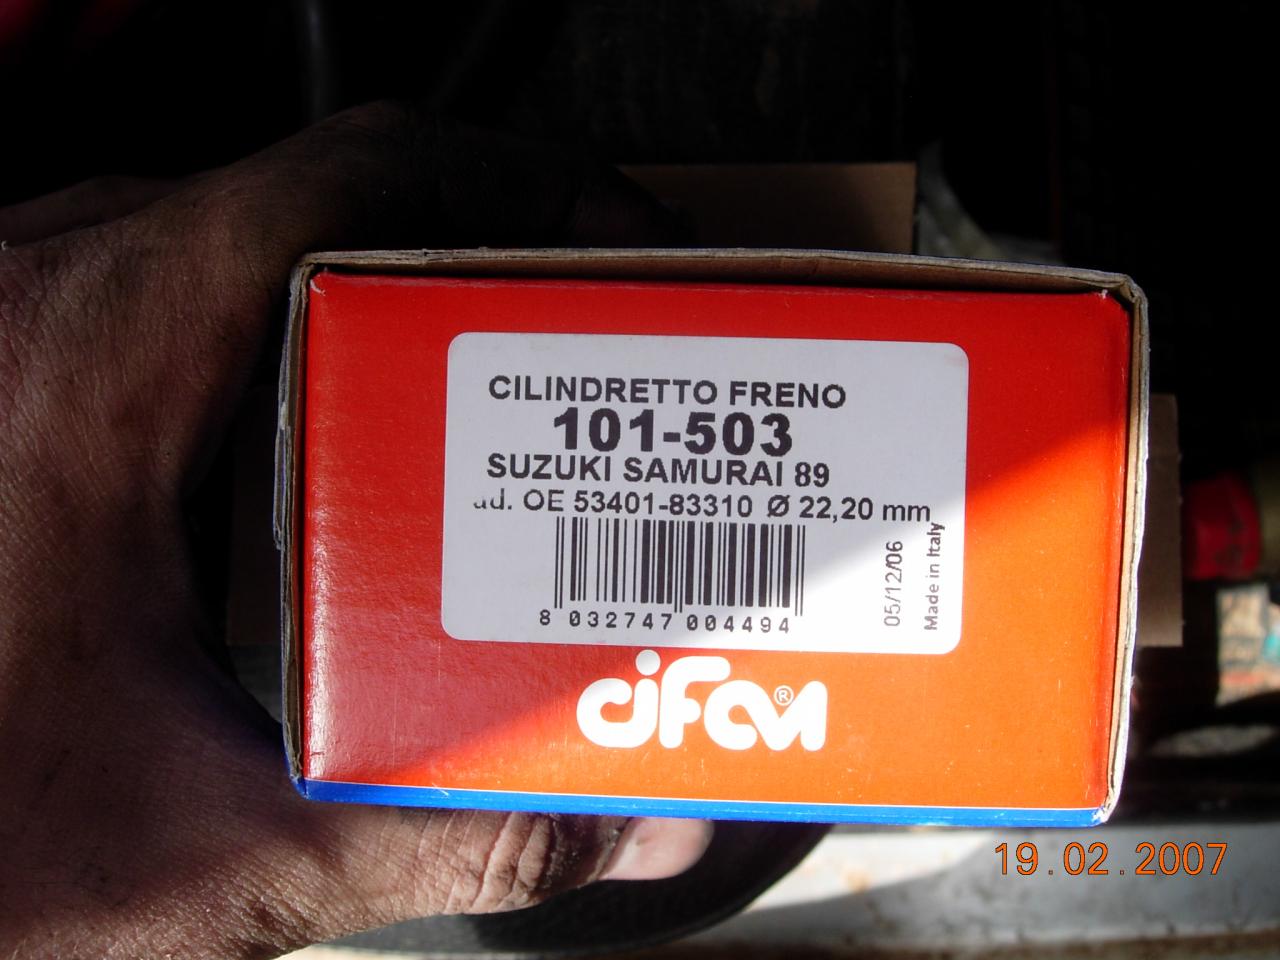 CILINDRETTO FRENO
101-503
SUZUKI SAMURAI 89
ad. OE 53401-83310 Ø 22,20 mm
8 032747 004494
05/12/06
Made in Italy
CIFAM®
19.02.2007